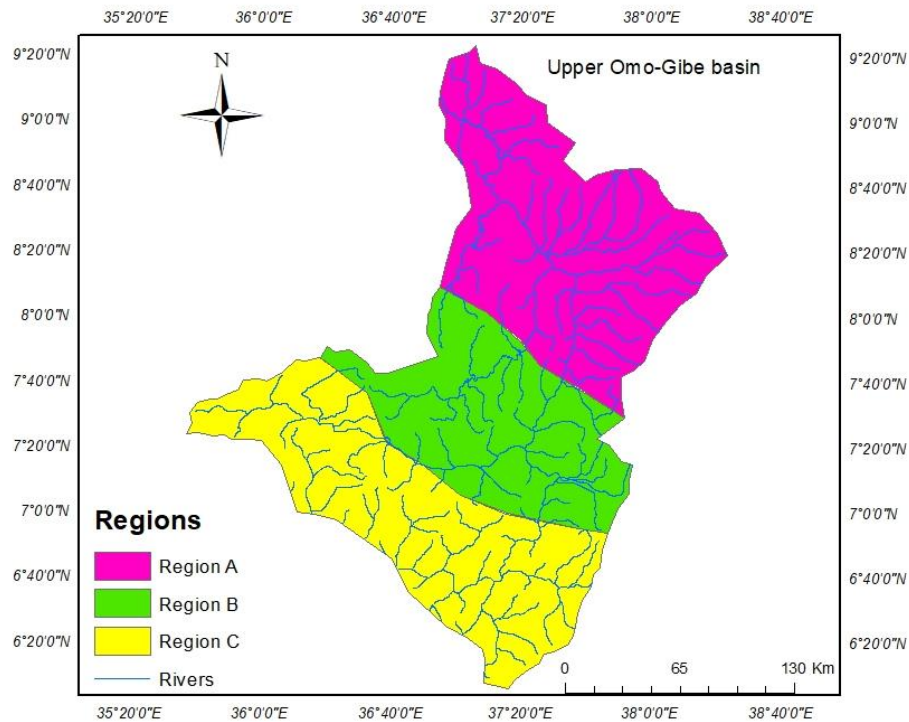 35°20'0"E 36°0'0"E 36°40'0"E 37°20'0"E 38°0'0"E 38°40'0"E
Upper Omo-Gibe basin
N
9°20'0"N 9°20'0"N
9°0'0"N 9°0'0"N
8°40'0"N 8°40'0"N
8°20'0"N 8°20'0"N
8°0'0"N 8°0'0"N
7°40'0"N 7°40'0"N
7°20'0"N 7°20'0"N
7°0'0"N 7°0'0"N
6°40'0"N 6°40'0"N
6°20'0"N 6°20'0"N
Regions
Region A
Region B
Region C
Rivers
0 65 130 Km
35°20'0"E 36°0'0"E 36°40'0"E 37°20'0"E 38°0'0"E 38°40'0"E